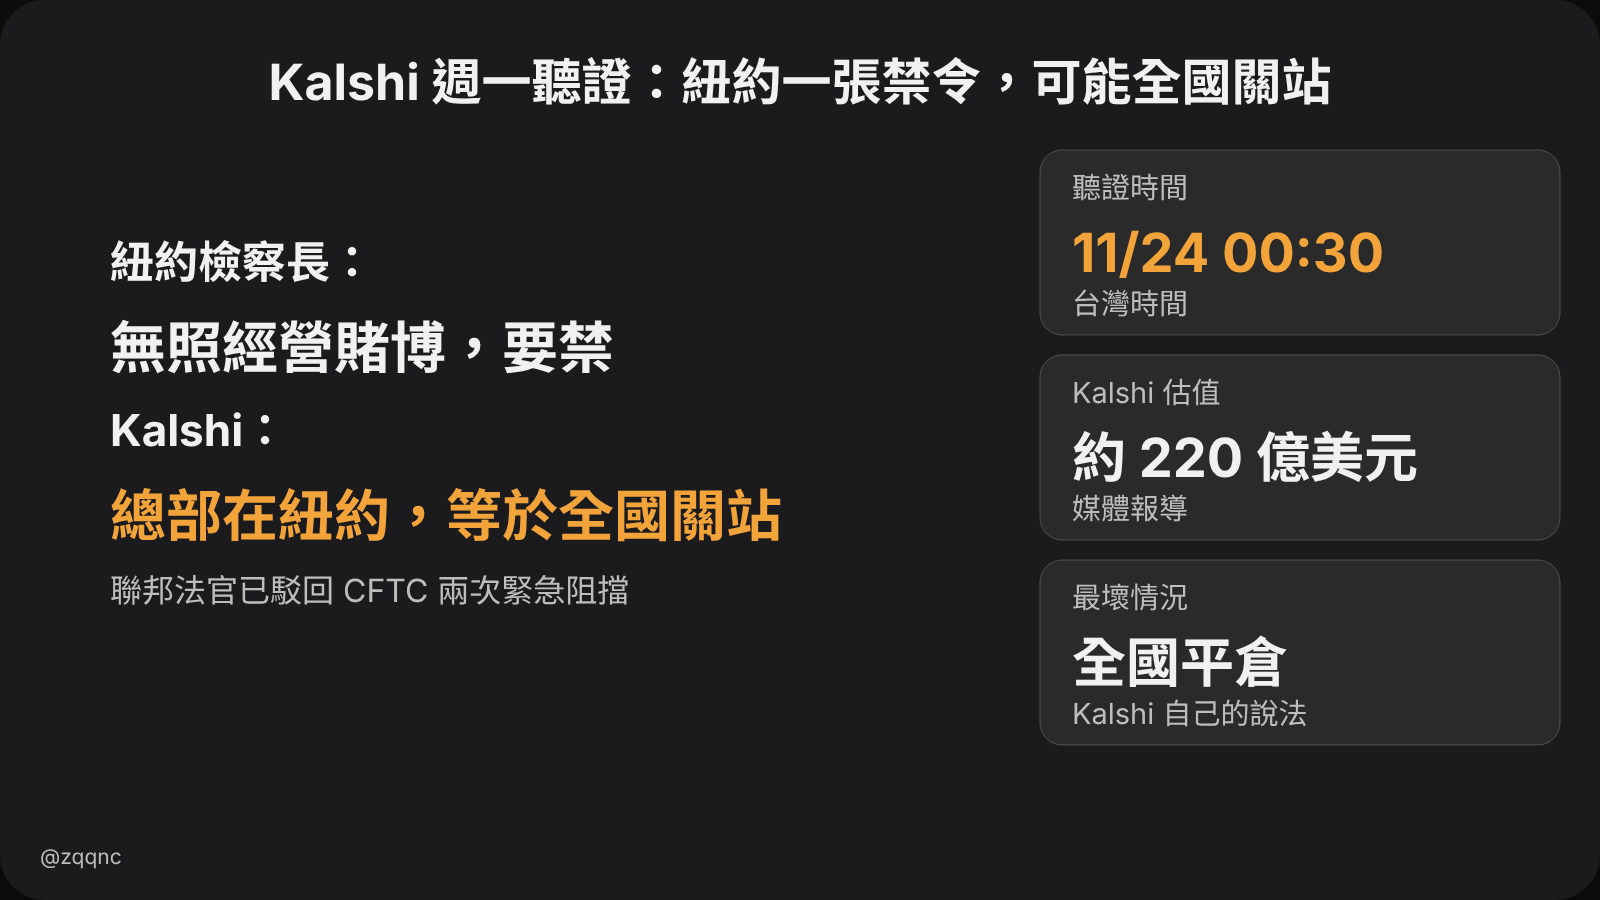 Kalshi 週一聽證：紐約一張禁令，可能全國關站
紐約檢察長：
無照經營賭博，要禁
Kalshi：
總部在紐約，等於全國關站
聯邦法官已駁回 CFTC 兩次緊急阻擋
聽證時間
11/24 00:30
台灣時間
Kalshi 估值
約 220 億美元
媒體報導
最壞情況
全國平倉
Kalshi 自己的說法
@zqqnc